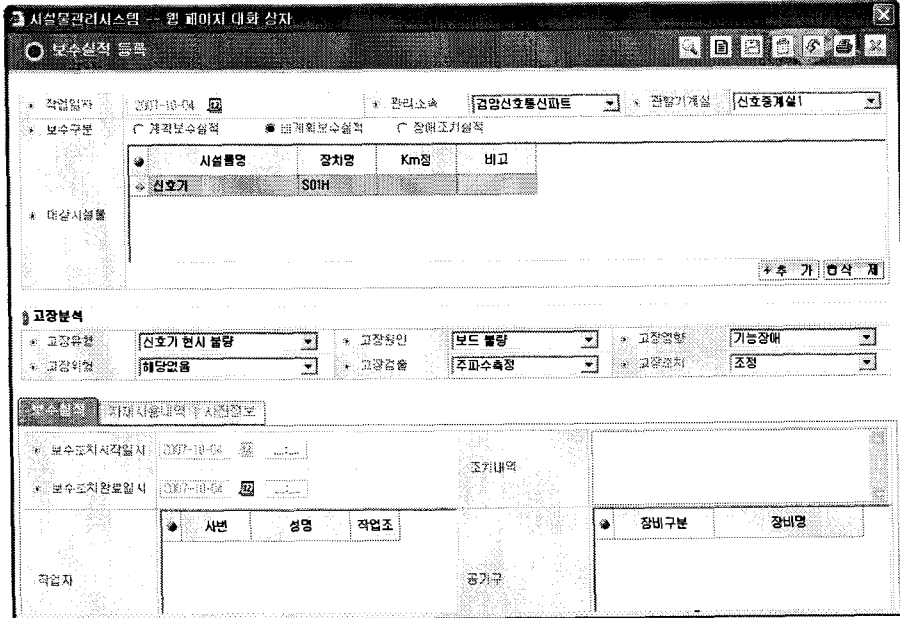 시설물관리시스템 -- 웹 페이지 대화 상자
보수실적 등록
작업일자 2007-10-04 관리소속 검암신호통신파트 관할기계실 신호중계실1
보수구분 계획보수실적 비계획보수실적 장애조치실적
시설물명 장치명 Km정 비고
신호기 S01H
대상시설물
+추 가 삭 제
고장분석
고장유형 신호기 현시 불량 고장원인 보드 불량 고장영향 기능장애
고장위험 해당없음 고장검출 주파수측정 고장조치 조정
보수실적 자재사용내역 사진정보
보수조치시작일시 2007-10-04 __:__
조치내역
보수조치완료일시 2007-10-04 __:__
사번 성명 작업조 장비구분 장비명
작업자 공기구